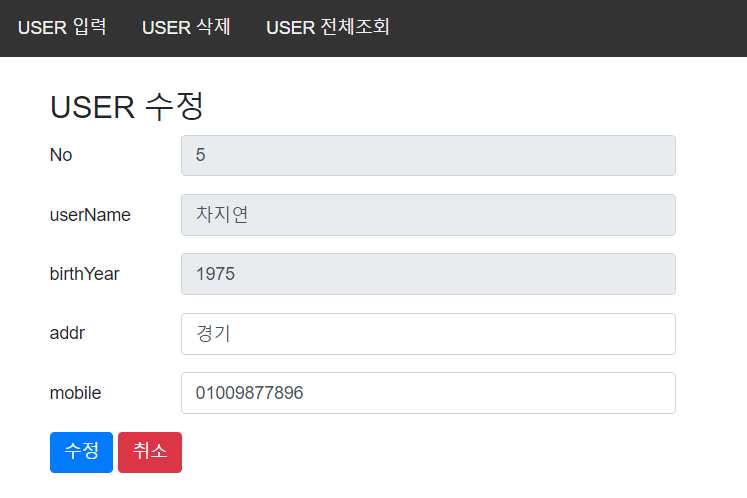 USER 입력 USER 삭제 USER 전체조회
USER 수정
No 5
userName 차지연
birthYear 1975
addr 경기
mobile 01009877896
수정 취소